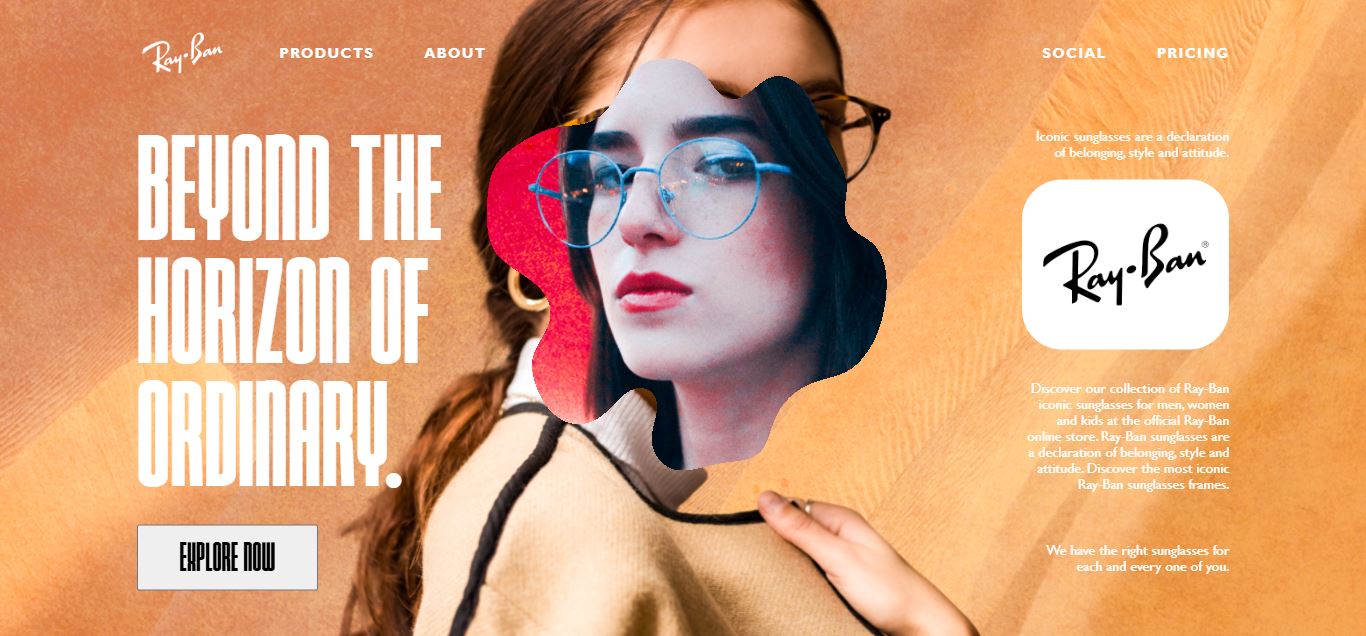 Ray-Ban
PRODUCTS
ABOUT
SOCIAL
PRICING
BEYOND THE
HORIZON OF
ORDINARY.
EXPLORE NOW
Iconic sunglasses are a declaration
of belonging, style and attitude.
Ray-Ban®
Discover our collection of Ray-Ban
iconic sunglasses for men, women
and kids at the official Ray-Ban
online store. Ray-Ban sunglasses are
a declaration of belonging, style and
attitude. Discover the most iconic
Ray-Ban sunglasses frames.
We have the right sunglasses for
each and every one of you.